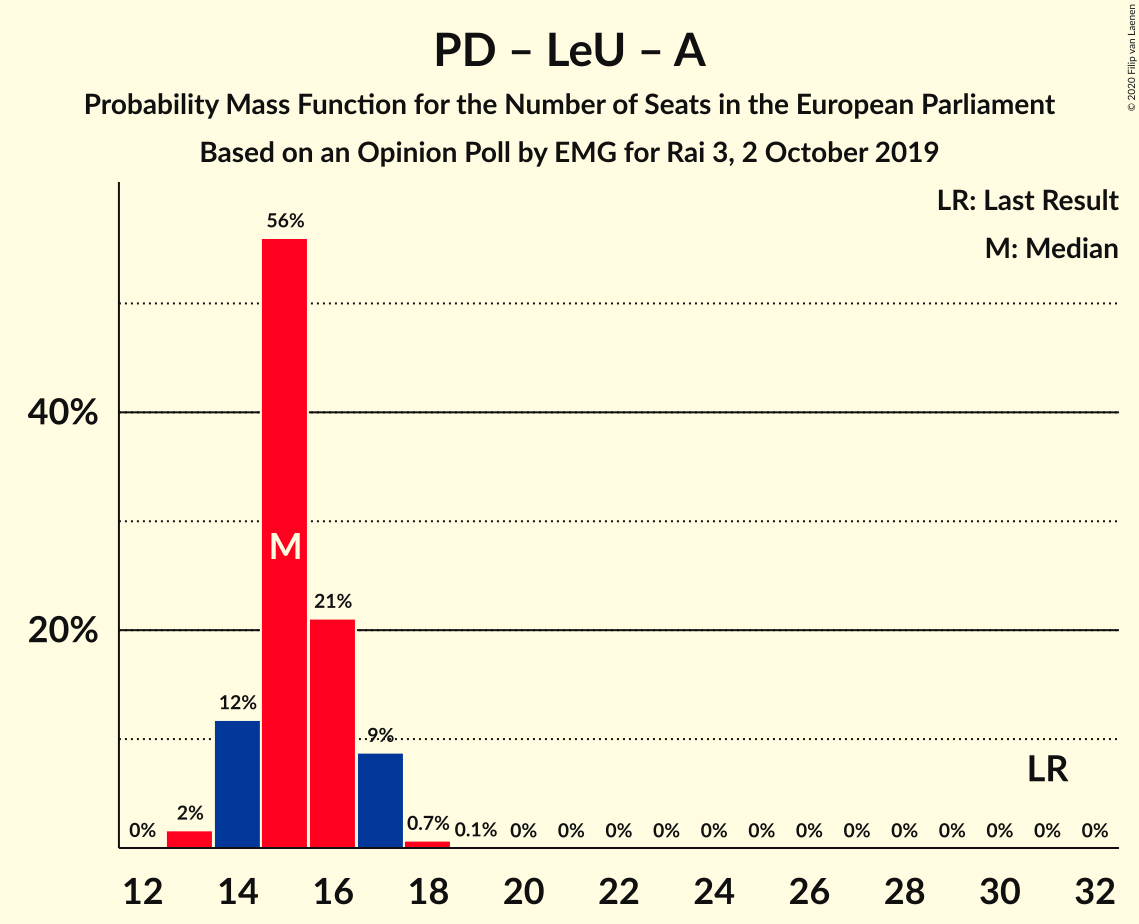 PD – LeU – A
Probability Mass Function for the Number of Seats in the European Parliament
Based on an Opinion Poll by EMG for Rai 3, 2 October 2019
© 2020 Filip van Laenen
LR: Last Result
M: Median
56%
40%
M
21%
20%
12%
9%
LR
0% 2% 0.7% 0.1% 0% 0% 0% 0% 0% 0% 0% 0% 0% 0% 0% 0% 0%
12 14 16 18 20 22 24 26 28 30 32